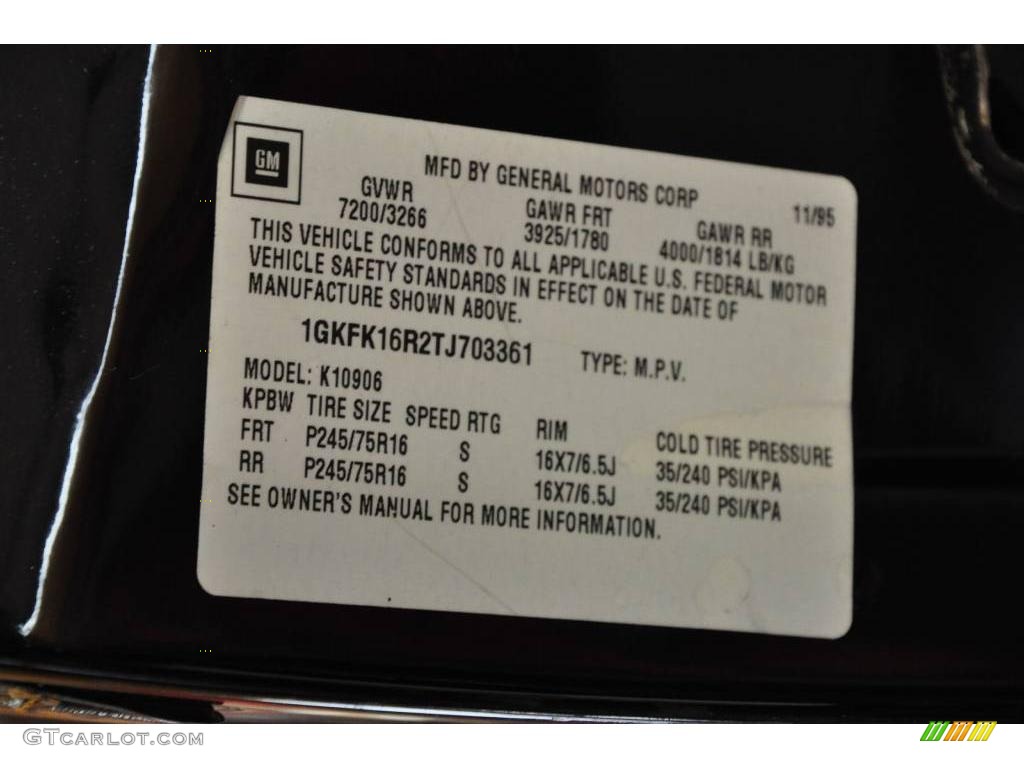 GM
MFD BY GENERAL MOTORS CORP 11/95
GVWR GAWR FRT GAWR RR
7200/3266 3925/1780 4000/1814 LB/KG
THIS VEHICLE CONFORMS TO ALL APPLICABLE U.S. FEDERAL MOTOR
VEHICLE SAFETY STANDARDS IN EFFECT ON THE DATE OF
MANUFACTURE SHOWN ABOVE.
1GKFK16R2TJ703361 TYPE: M.P.V.
MODEL: K10906
KPBW TIRE SIZE SPEED RTG RIM COLD TIRE PRESSURE
FRT P245/75R16 S 16X7/6.5J 35/240 PSI/KPA
RR P245/75R16 S 16X7/6.5J 35/240 PSI/KPA
SEE OWNER'S MANUAL FOR MORE INFORMATION.
GTcarlot.com